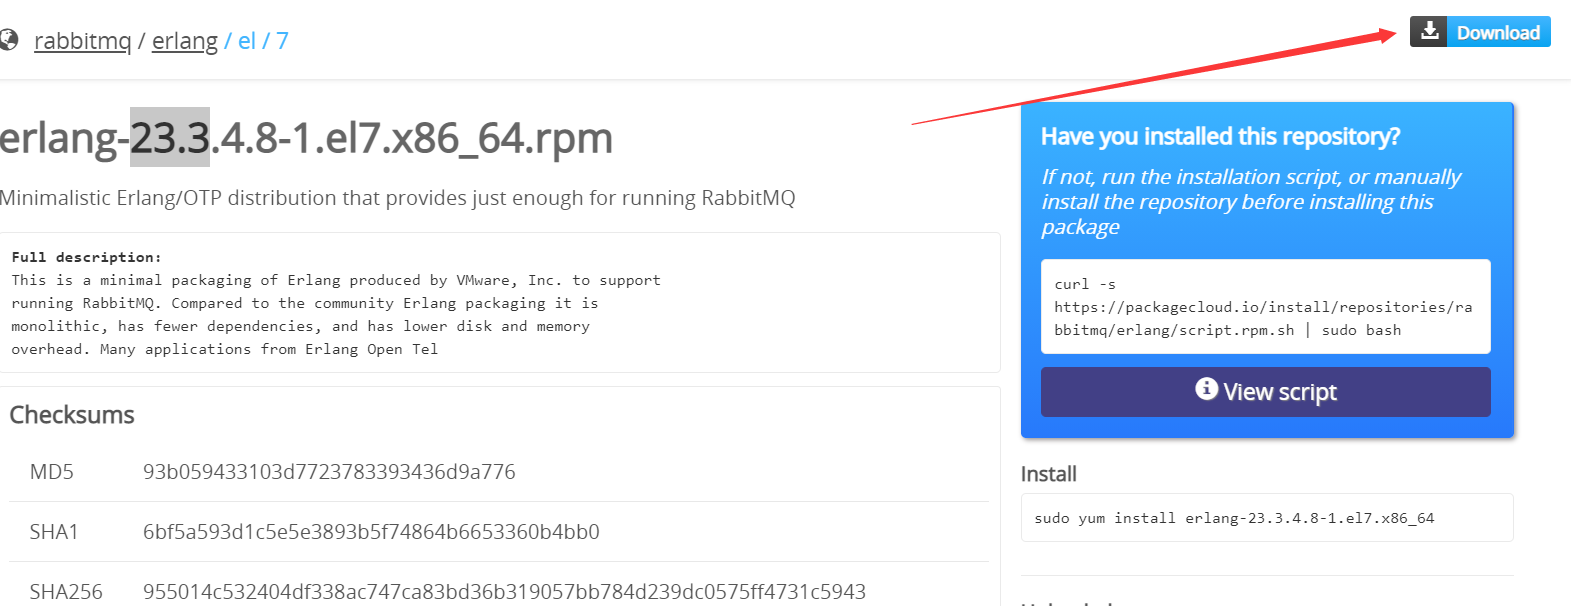 rabbitmq / erlang / el / 7
Download
erlang-23.3.4.8-1.el7.x86_64.rpm
Minimalistic Erlang/OTP distribution that provides just enough for running RabbitMQ
Full description:
This is a minimal packaging of Erlang produced by VMware, Inc. to support
running RabbitMQ. Compared to the community Erlang packaging it is
monolithic, has fewer dependencies, and has lower disk and memory
overhead. Many applications from Erlang Open Tel
Checksums
MD5 93b059433103d7723783393436d9a776
SHA1 6bf5a593d1c5e5e3893b5f74864b6653360b4bb0
SHA256 955014c532404df338ac747ca83bd36b319057bb784d239dc0575ff4731c5943
Have you installed this repository?
If not, run the installation script, or manually
install the repository before installing this
package
curl -s
https://packagecloud.io/install/repositories/ra
bbitmq/erlang/script.rpm.sh | sudo bash
View script
Install
sudo yum install erlang-23.3.4.8-1.el7.x86_64